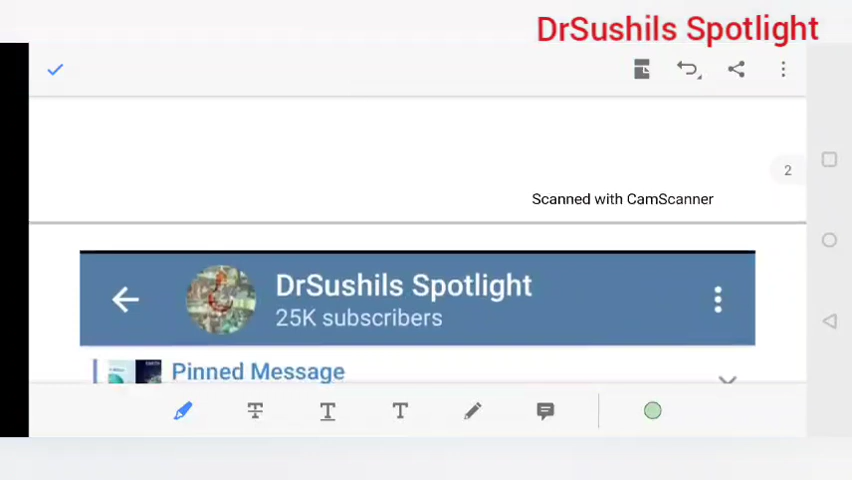 DrSushils Spotlight
2
Scanned with CamScanner
DrSushils Spotlight
25K subscribers
Pinned Message